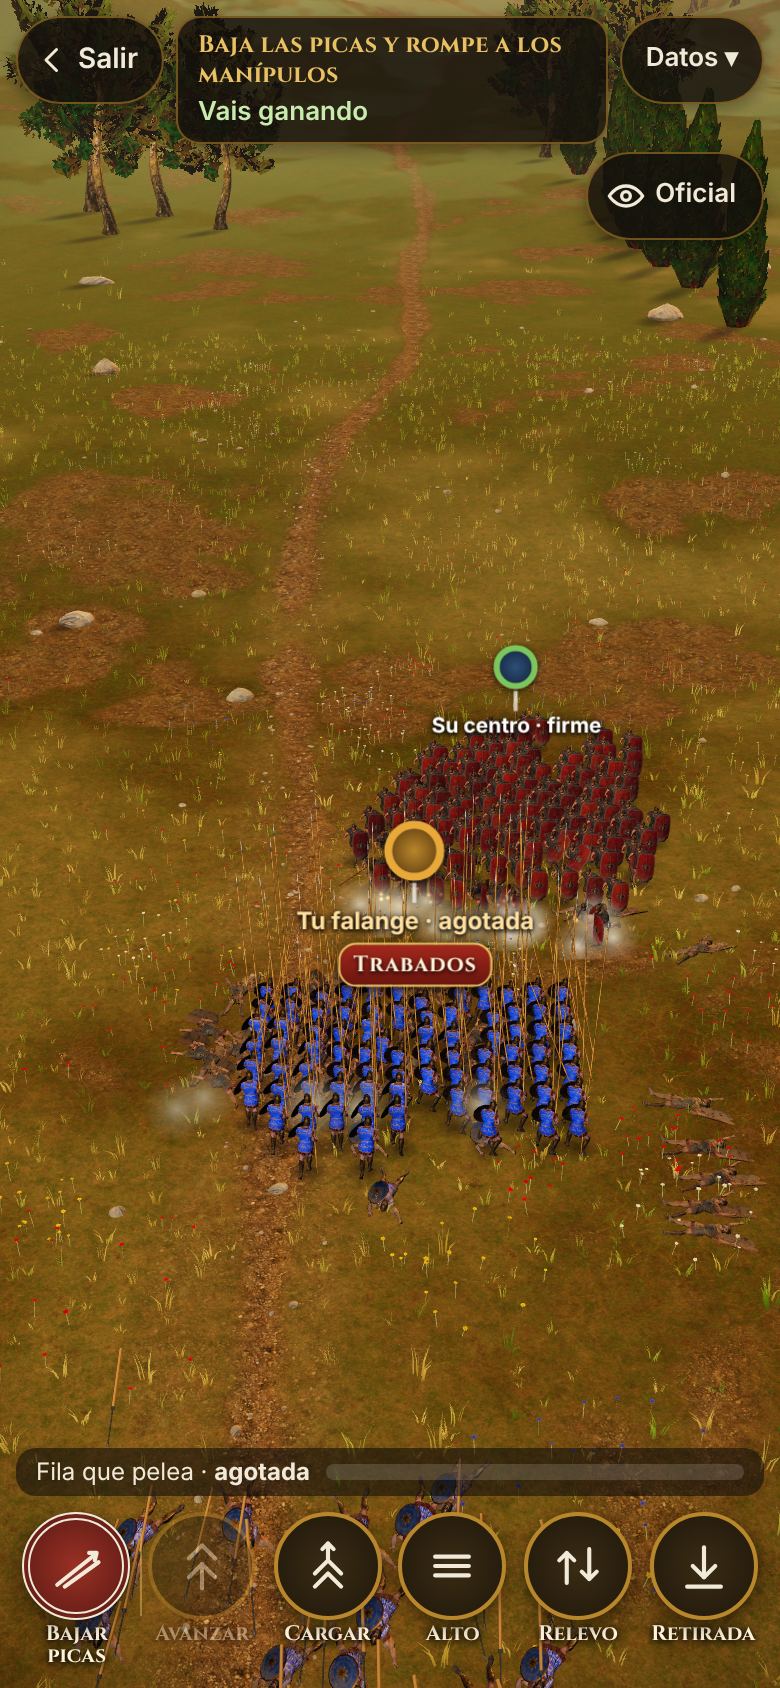 Salir
BAJA LAS PICAS Y ROMPE A LOS
MANÍPULOS
Vais ganando
Datos ▾
Oficial
Su centro · firme
Tu falange · agotada
TRABADOS
Fila que pelea · agotada
BAJAR
PICAS
AVANZAR
CARGAR
ALTO
RELEVO
RETIRADA